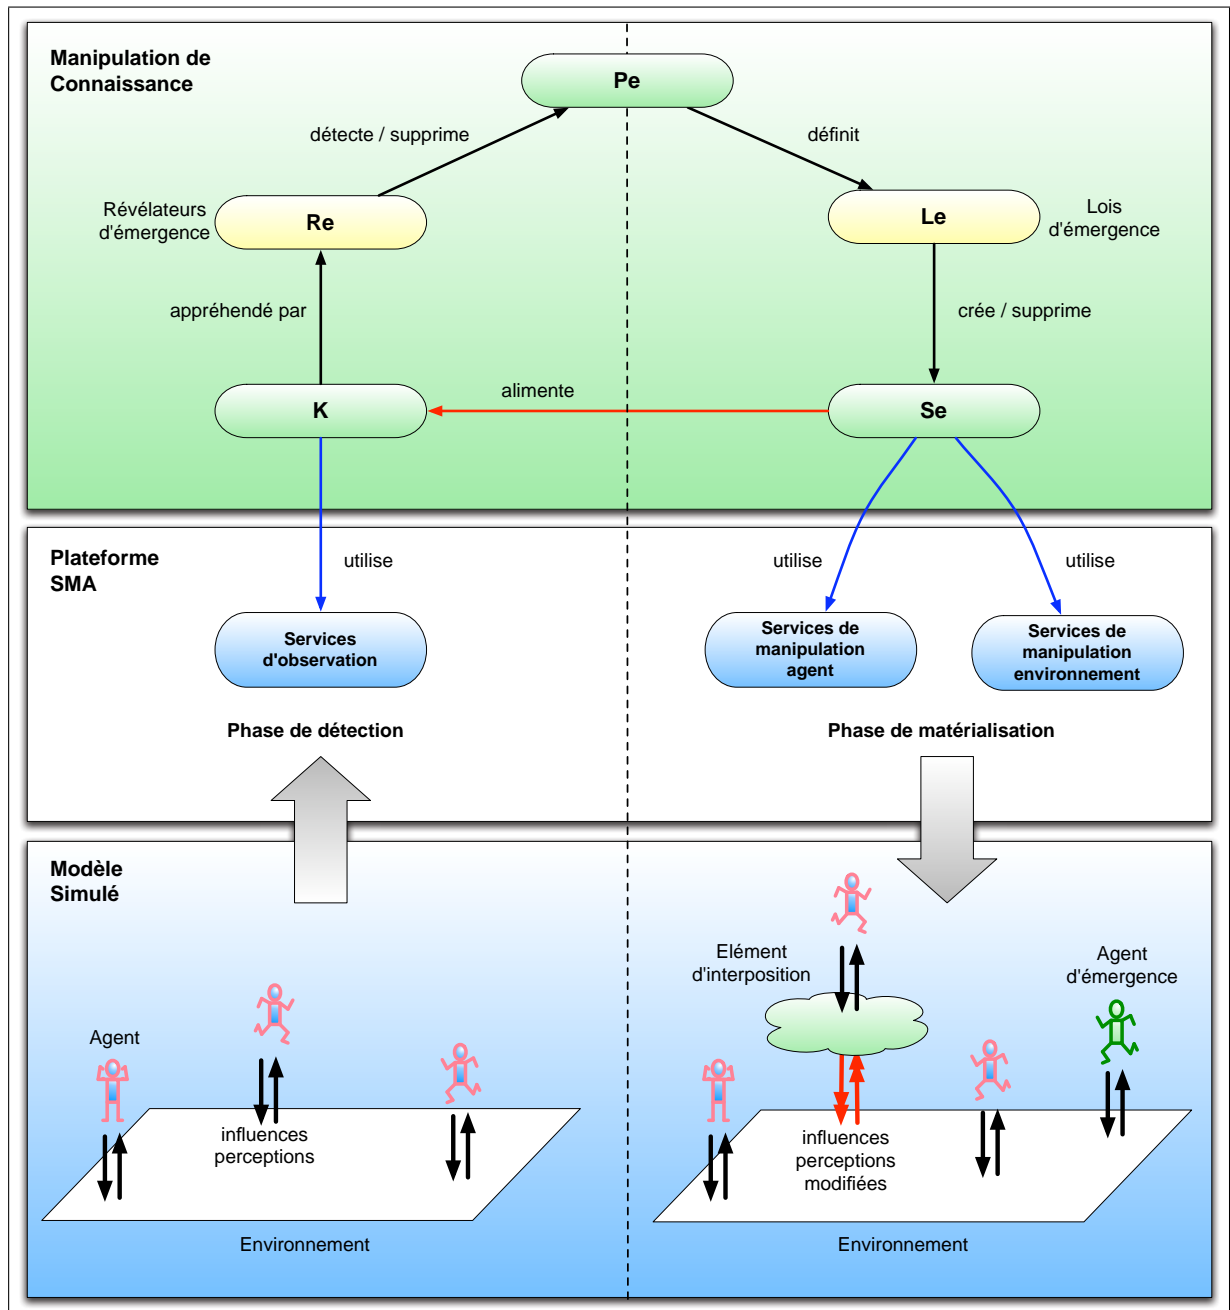 Manipulation de
Connaissance
Pe
détecte / supprime
définit
Révélateurs
d'émergence
Re
Le
Lois
d'émergence
appréhendé par
crée / supprime
K
alimente
Se
Plateforme
SMA
utilise
utilise
utilise
Services
d'observation
Services de
manipulation
agent
Services de
manipulation
environnement
Phase de détection
Phase de matérialisation
Modèle
Simulé
Elément
d'interposition
Agent
d'émergence
Agent
influences
perceptions
influences
perceptions
modifiées
Environnement
Environnement